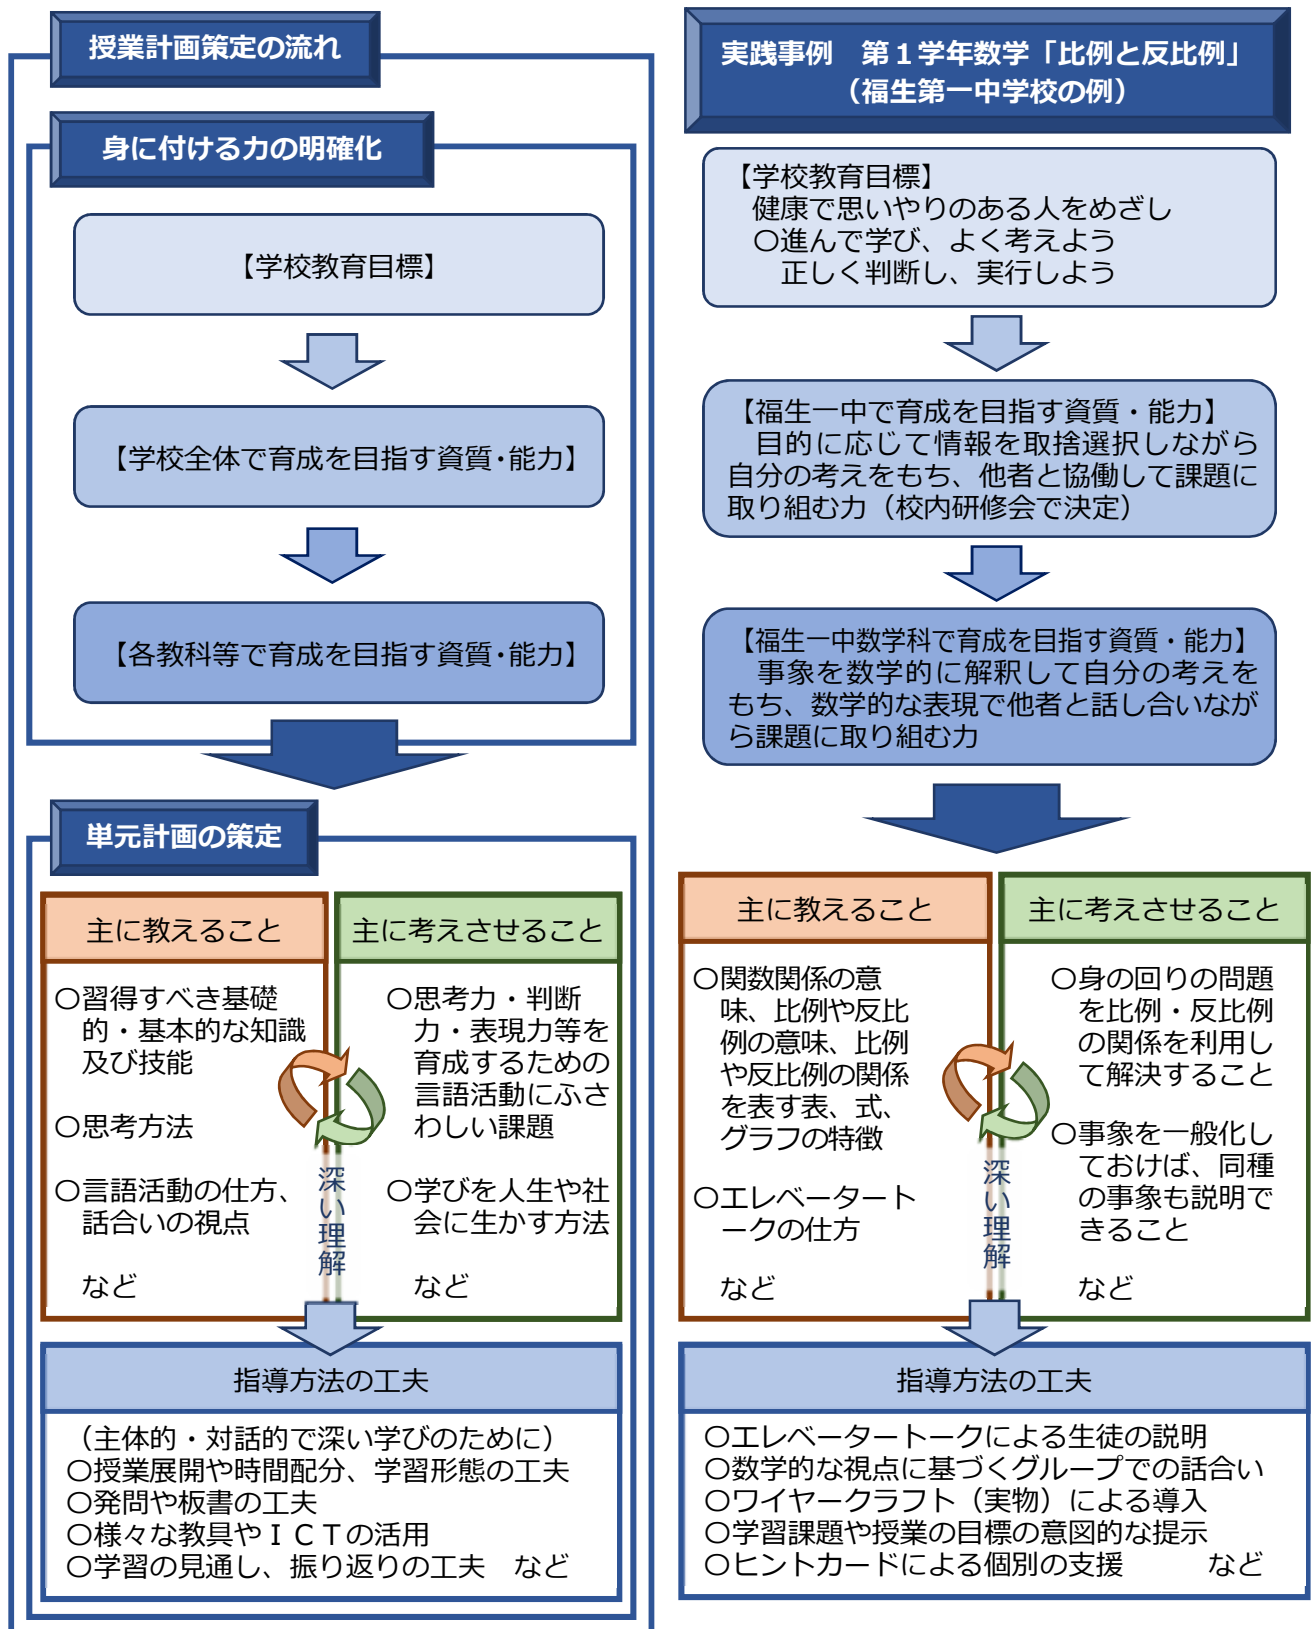 授業計画策定の流れ
身に付ける力の明確化
【学校教育目標】
【学校全体で育成を目指す資質・能力】
【各教科等で育成を目指す資質・能力】
単元計画の策定
主に教えること
〇習得すべき基礎
的・基本的な知識
及び技能
〇思考方法
〇言語活動の仕方、
話合いの視点
など
主に考えさせること
〇思考力・判断
力・表現力等を
育成するための
言語活動にふさ
わしい課題
〇学びを人生や社
会に生かす方法
など
深い理解
指導方法の工夫
（主体的・対話的で深い学びのために）
〇授業展開や時間配分、学習形態の工夫
〇発問や板書の工夫
〇様々な教具やＩＣＴの活用
〇学習の見通し、振り返りの工夫　など
実践事例　第１学年数学「比例と反比例」
（福生第一中学校の例）
【学校教育目標】
健康で思いやりのある人をめざし
〇進んで学び、よく考えよう
正しく判断し、実行しよう
【福生一中で育成を目指す資質・能力】
目的に応じて情報を取捨選択しながら
自分の考えをもち、他者と協働して課題に
取り組む力（校内研修会で決定）
【福生一中数学科で育成を目指す資質・能力】
事象を数学的に解釈して自分の考えを
もち、数学的な表現で他者と話し合いなが
ら課題に取り組む力
主に教えること
〇関数関係の意
味、比例や反比
例の意味、比例
や反比例の関係
を表す表、式、
グラフの特徴
〇エレベータート
ークの仕方
など
主に考えさせること
〇身の回りの問題
を比例・反比例
の関係を利用し
て解決すること
〇事象を一般化し
ておけば、同種
の事象も説明で
きること
など
深い理解
指導方法の工夫
〇エレベータートークによる生徒の説明
〇数学的な視点に基づくグループでの話合い
〇ワイヤークラフト（実物）による導入
〇学習課題や授業の目標の意図的な提示
〇ヒントカードによる個別の支援　　　など